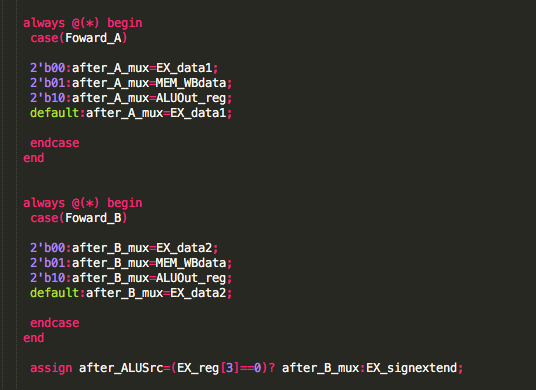 always @(*) begin
case(Foward_A)
2'b00:after_A_mux=EX_data1;
2'b01:after_A_mux=MEM_WBdata;
2'b10:after_A_mux=ALUOut_reg;
default:after_A_mux=EX_data1;
endcase
end
always @(*) begin
case(Foward_B)
2'b00:after_B_mux=EX_data2;
2'b01:after_B_mux=MEM_WBdata;
2'b10:after_B_mux=ALUOut_reg;
default:after_B_mux=EX_data2;
endcase
end
assign after_ALUSrc=(EX_reg[3]==0)? after_B_mux:EX_signextend;